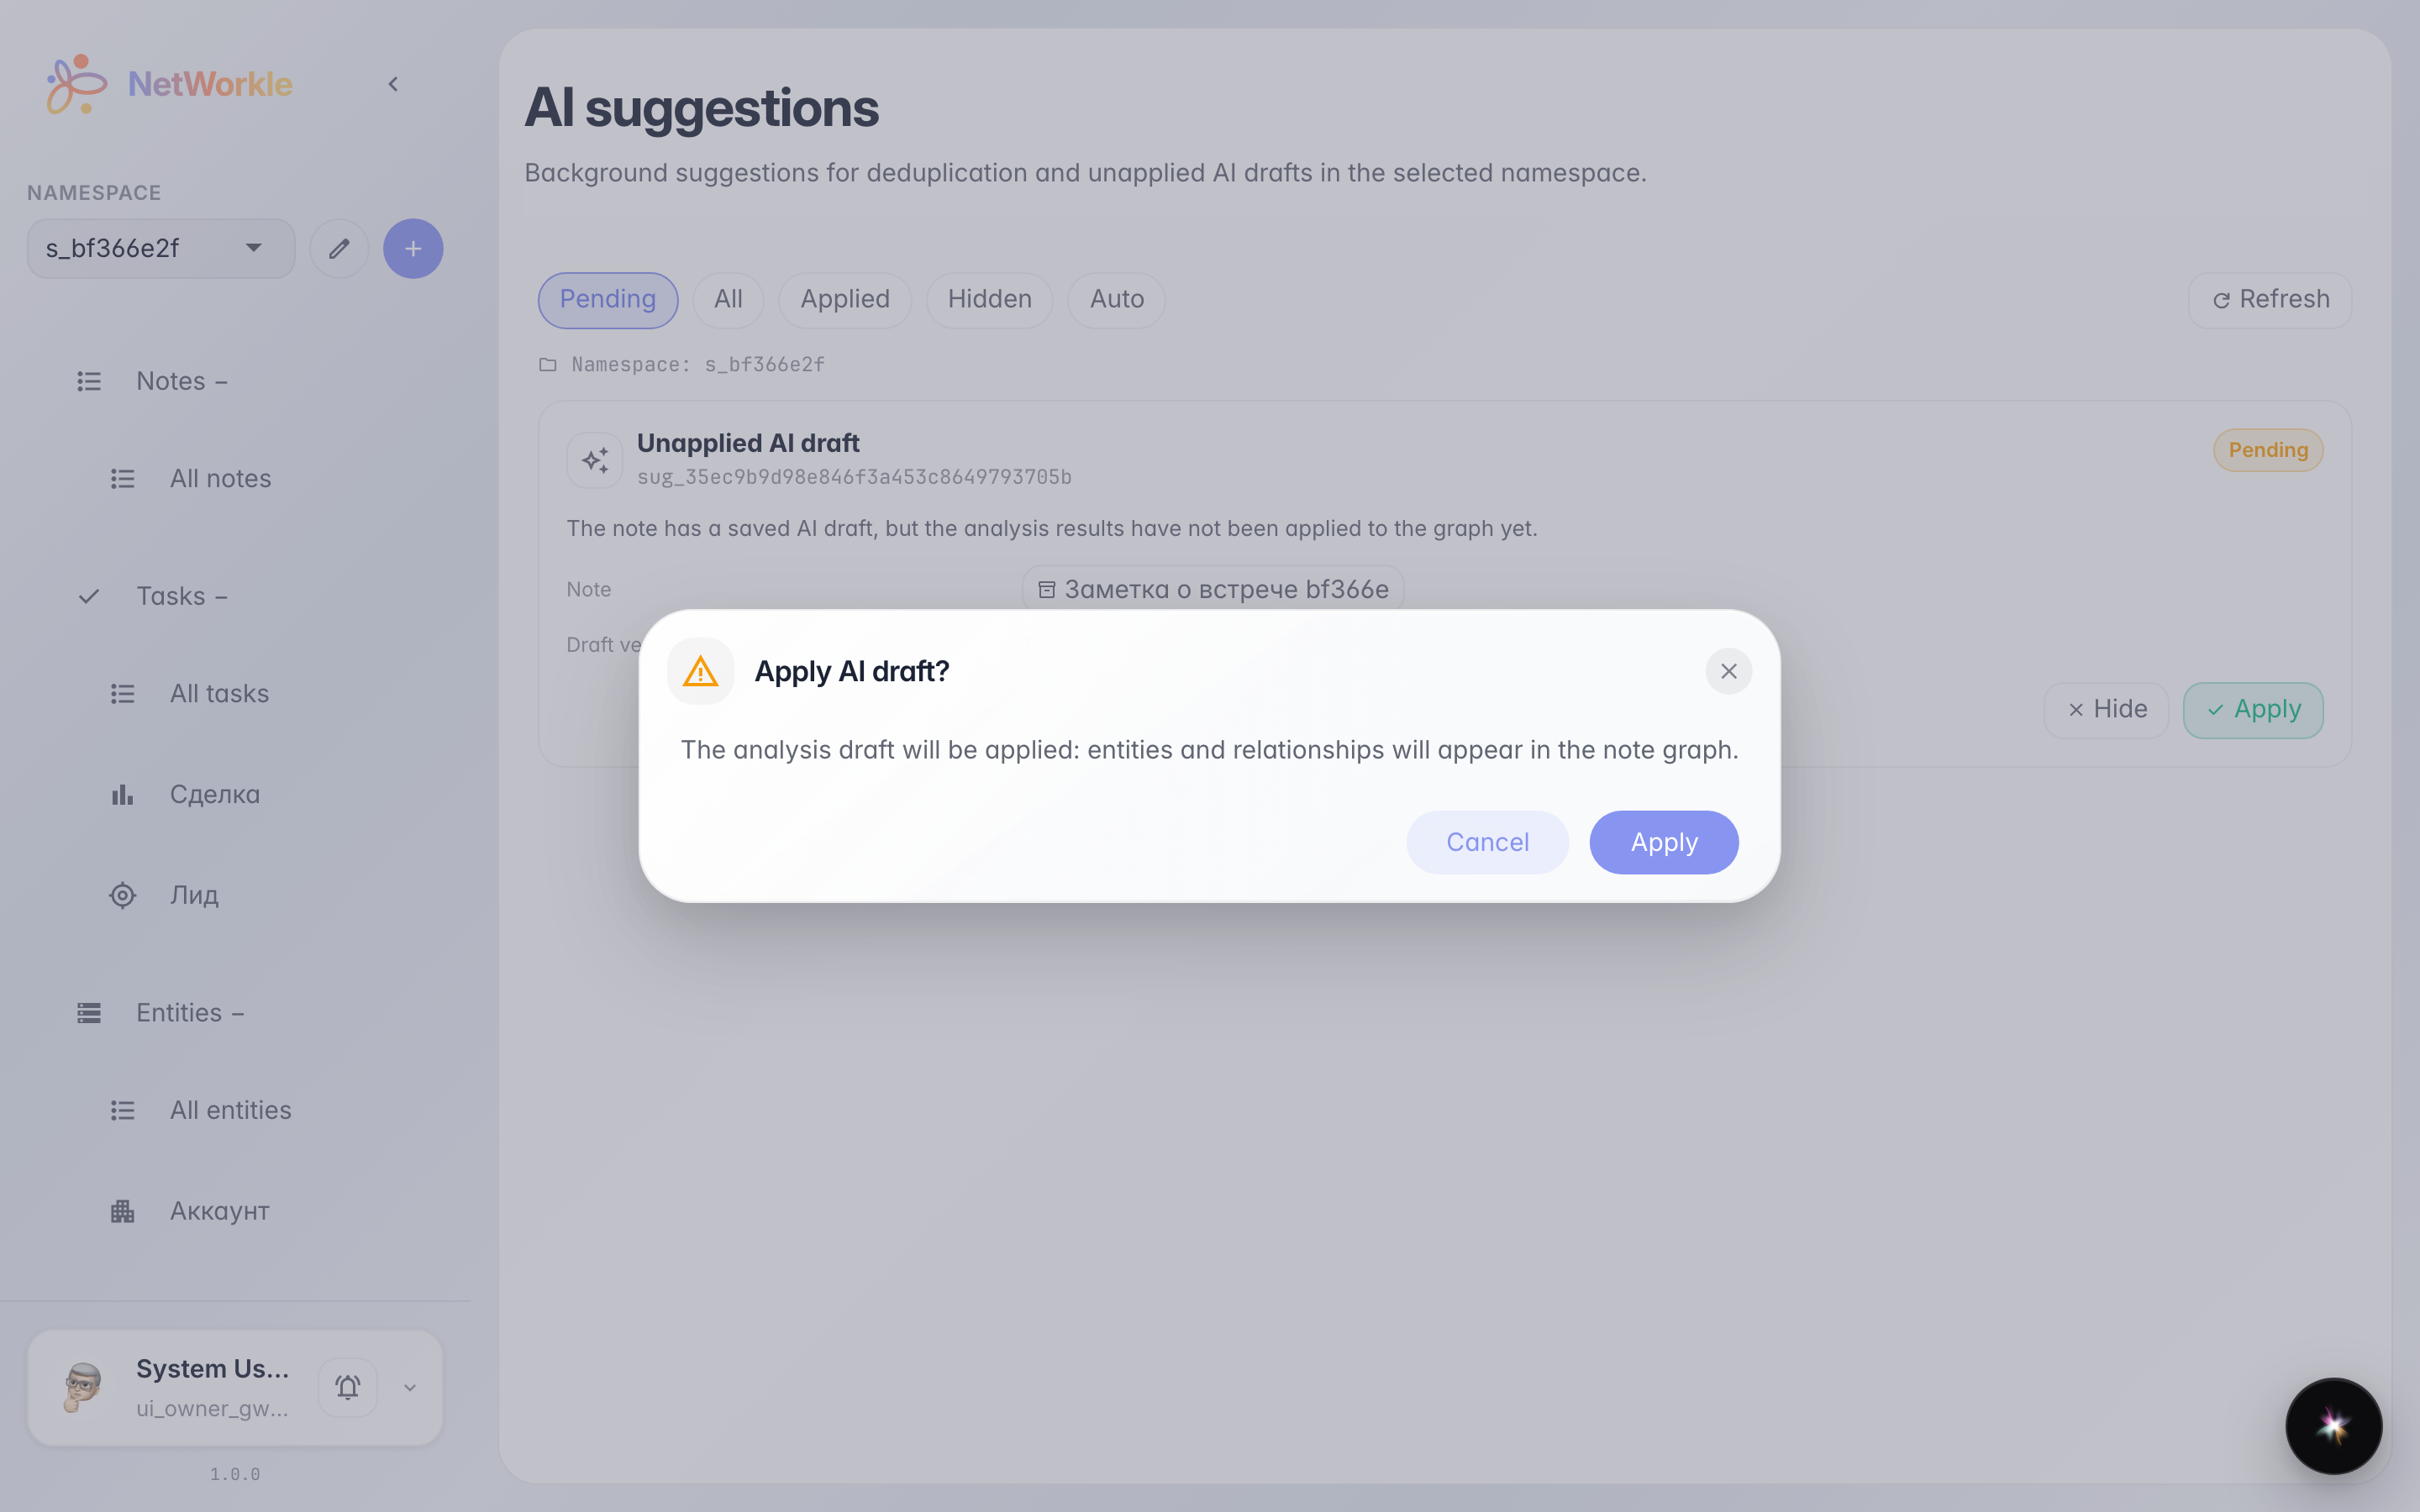 NetWorkle
NAMESPACE
s_bf366e2f
Notes –
All notes
Tasks –
All tasks
Сделка
Лид
Entities –
All entities
Аккаунт
System Us...
ui_owner_gw...
1.0.0
AI suggestions
Background suggestions for deduplication and unapplied AI drafts in the selected namespace.
Pending All Applied Hidden Auto Refresh
Namespace: s_bf366e2f
Unapplied AI draft
Pending
sug_35ec9b9d98e846f3a453c8649793705b
The note has a saved AI draft, but the analysis results have not been applied to the graph yet.
Note Заметка о встрече bf366e
Draft ve
Hide Apply
Apply AI draft?
The analysis draft will be applied: entities and relationships will appear in the note graph.
Cancel Apply